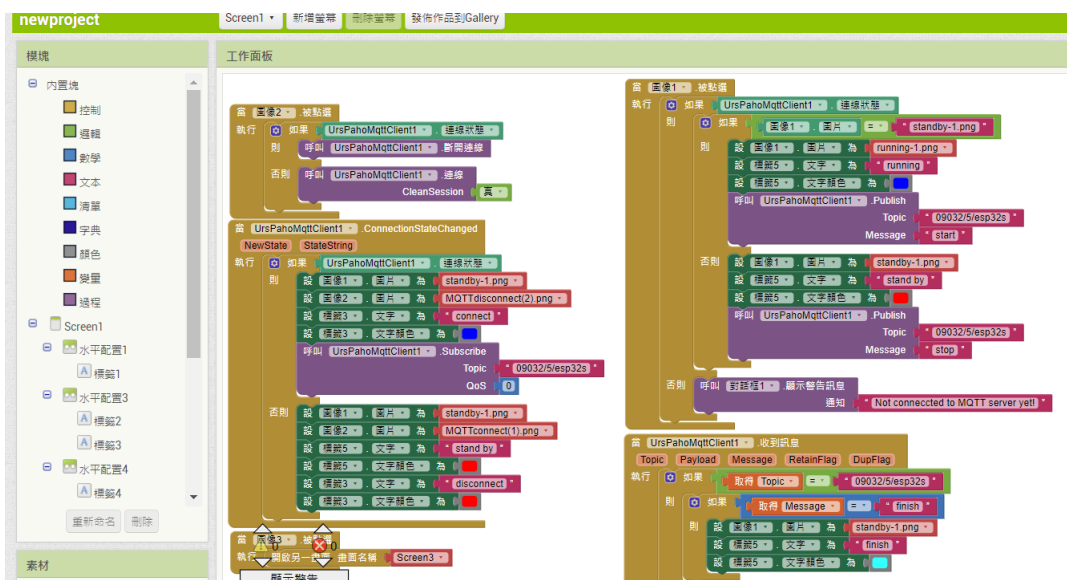 newproject
Screen1 新增螢幕 刪除螢幕 發佈作品到Gallery
模塊
內置塊
控制
邏輯
數學
文本
清單
字典
顏色
變量
過程
Screen1
水平配置1
標籤1
水平配置3
標籤2
標籤3
水平配置4
標籤4
重新命名 刪除
素材
工作面板
當 圖像2 . 被點選
執行 如果 UrsPahoMqttClient1 . 連線狀態
則 呼叫 UrsPahoMqttClient1 . 斷開連線
否則 呼叫 UrsPahoMqttClient1 . 連線
CleanSession 真
當 UrsPahoMqttClient1 . ConnectionStateChanged
NewState StateString
執行 如果 UrsPahoMqttClient1 . 連線狀態
則 設 圖像1 . 圖片 為 standby-1.png
設 圖像2 . 圖片 為 MQTTdisconnect(2).png
設 標籤3 . 文字 為 " connect "
設 標籤3 . 文字顏色 為
呼叫 UrsPahoMqttClient1 . Subscribe
Topic " 09032/5/esp32s "
QoS 0
否則 設 圖像1 . 圖片 為 standby-1.png
設 圖像2 . 圖片 為 MQTTconnect(1).png
設 標籤5 . 文字 為 " stand by "
設 標籤5 . 文字顏色 為
設 標籤3 . 文字 為 " disconnect "
設 標籤3 . 文字顏色 為
當 圖像3 . 被點選
執行 開啟另一畫面 畫面名稱 Screen3
0 0
顯示警告
當 圖像1 . 被點選
執行 如果 UrsPahoMqttClient1 . 連線狀態
則 如果 圖像1 . 圖片 = " standby-1.png "
則 設 圖像1 . 圖片 為 running-1.png
設 標籤5 . 文字 為 " running "
設 標籤5 . 文字顏色 為
呼叫 UrsPahoMqttClient1 . Publish
Topic " 09032/5/esp32s "
Message " start "
否則 設 圖像1 . 圖片 為 standby-1.png
設 標籤5 . 文字 為 " stand by "
設 標籤5 . 文字顏色 為
呼叫 UrsPahoMqttClient1 . Publish
Topic " 09032/5/esp32s "
Message " stop "
否則 呼叫 對話框1 . 顯示警告訊息
通知 " Not conneccted to MQTT server yet! "
當 UrsPahoMqttClient1 . 收到訊息
Topic Payload Message RetainFlag DupFlag
執行 如果 取得 Topic = " 09032/5/esp32s "
則 如果 取得 Message = " finish "
則 設 圖像1 . 圖片 為 standby-1.png
設 標籤5 . 文字 為 " finish "
設 標籤5 . 文字顏色 為